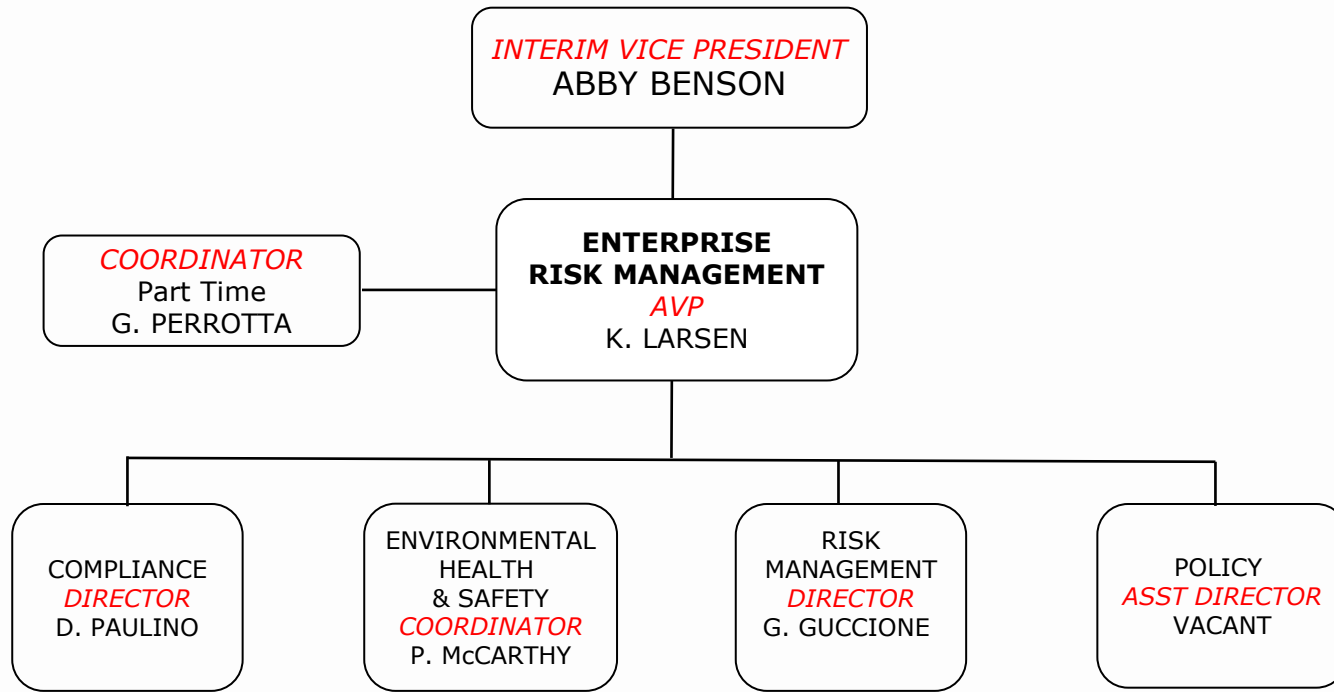 INTERIM VICE PRESIDENT
ABBY BENSON
ENTERPRISE
RISK MANAGEMENT
AVP
K. LARSEN
COORDINATOR
Part Time
G. PERROTTA
COMPLIANCE
DIRECTOR
D. PAULINO
ENVIRONMENTAL
HEALTH
& SAFETY
COORDINATOR
P. McCARTHY
RISK
MANAGEMENT
DIRECTOR
G. GUCCIONE
POLICY
ASST DIRECTOR
VACANT